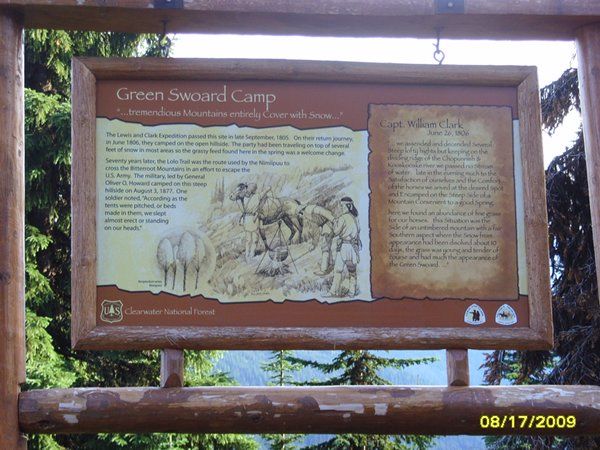 Green Swoard Camp
"...tremendious Mountains entirely Cover with Snow..."
The Lewis and Clark Expedition passed this site in late September, 1805. On their return journey,
in June 1806, they camped on the open hillside. The party had been traveling on top of several
feet of snow in most areas so the grassy feed found here in the spring was a welcome change.
Seventy years later, the Lolo Trail was the route used by the Nimiipuu to
cross the Bitterroot Mountains in an effort to escape the
U.S. Army. The military, led by General
Oliver O. Howard camped on this steep
hillside on August 3, 1877. One
soldier noted, "According as the
tents were pitched, or beds
made in them, we slept
almost erect or standing
on our heads."
Capt. William Clark
June 26, 1806
... we assended and decended Several
Steep lofty hights but keeping on the
dividing ridge of the Chopunnish &
Kooskooske river we passed no Stream
of water. late in the evening much to the
Satisfaction of ourselves and the Comfort
of the horses we arived at the desired Spot
and Encamped on the Steep Side of a
Mountain Convenient to a good Spring.
here we found an abundance of fine grass
for our horses. this Situation was the
Side of an untimbered mountain with a fair
Southern aspect where the Snow from
appearance had been disolved about 10
days, the grass was young and tender of
course and had much the appearance of
the Green Swoard....
UAS
Clearwater National Forest
08/17/2009